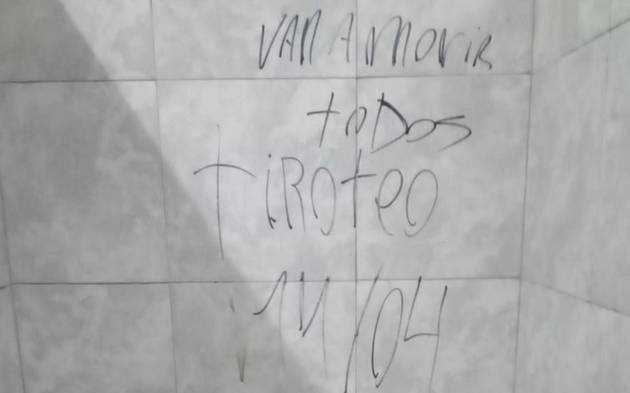 VAN A MORIR
toDos
tiROteo
11/04